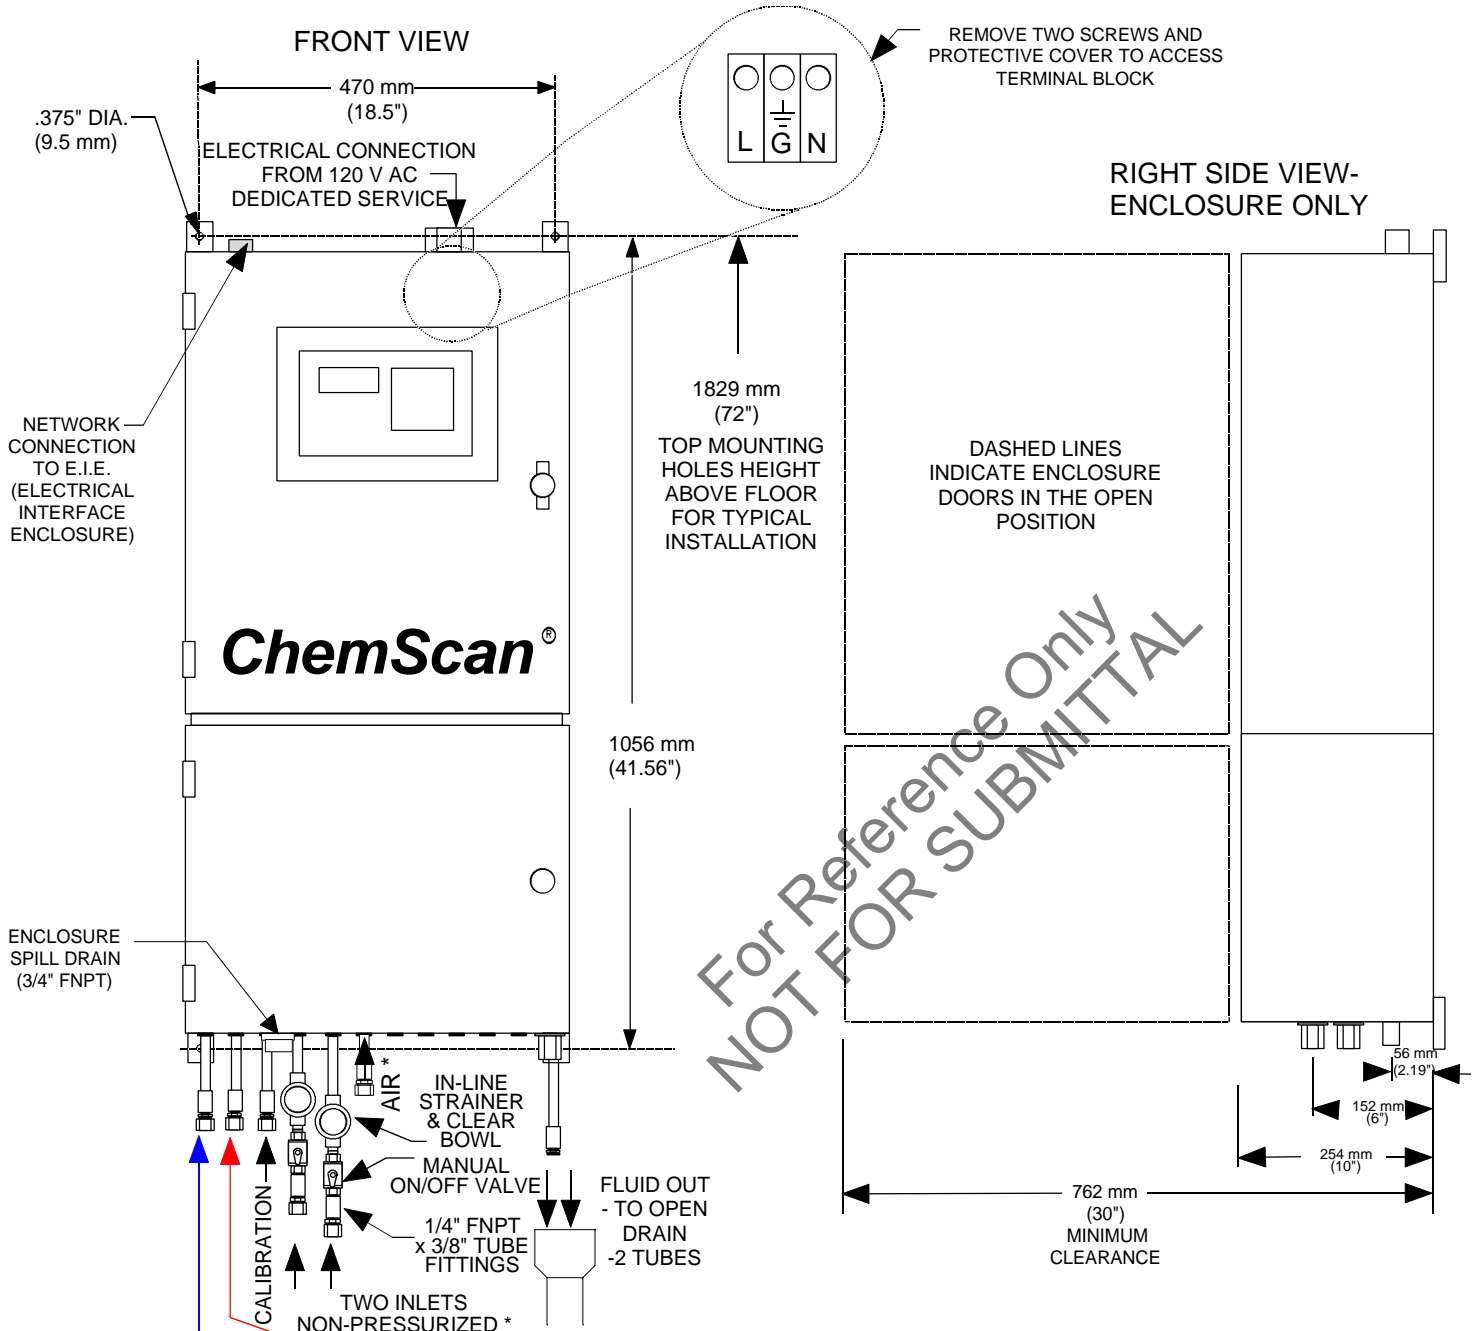 FRONT VIEW
470 mm
(18.5")
.375" DIA.
(9.5 mm)
ELECTRICAL CONNECTION
FROM 120 V AC
DEDICATED SERVICE
L G N
REMOVE TWO SCREWS AND
PROTECTIVE COVER TO ACCESS
TERMINAL BLOCK
RIGHT SIDE VIEW-
ENCLOSURE ONLY
NETWORK
CONNECTION
TO E.I.E.
(ELECTRICAL
INTERFACE
ENCLOSURE)
1829 mm
(72")
TOP MOUNTING
HOLES HEIGHT
ABOVE FLOOR
FOR TYPICAL
INSTALLATION
DASHED LINES
INDICATE ENCLOSURE
DOORS IN THE OPEN
POSITION
ChemScan®
1056 mm
(41.56")
For Reference Only
NOT FOR SUBMITTAL
ENCLOSURE
SPILL DRAIN
(3/4" FNPT)
AIR *
IN-LINE
STRAINER
& CLEAR
BOWL
MANUAL
ON/OFF VALVE
1/4" FNPT
x 3/8" TUBE
FITTINGS
CALIBRATION
TWO INLETS
NON-PRESSURIZED *
FLUID OUT
- TO OPEN
DRAIN
-2 TUBES
56 mm
(2.19")
152 mm
(6")
254 mm
(10")
762 mm
(30")
MINIMUM
CLEARANCE